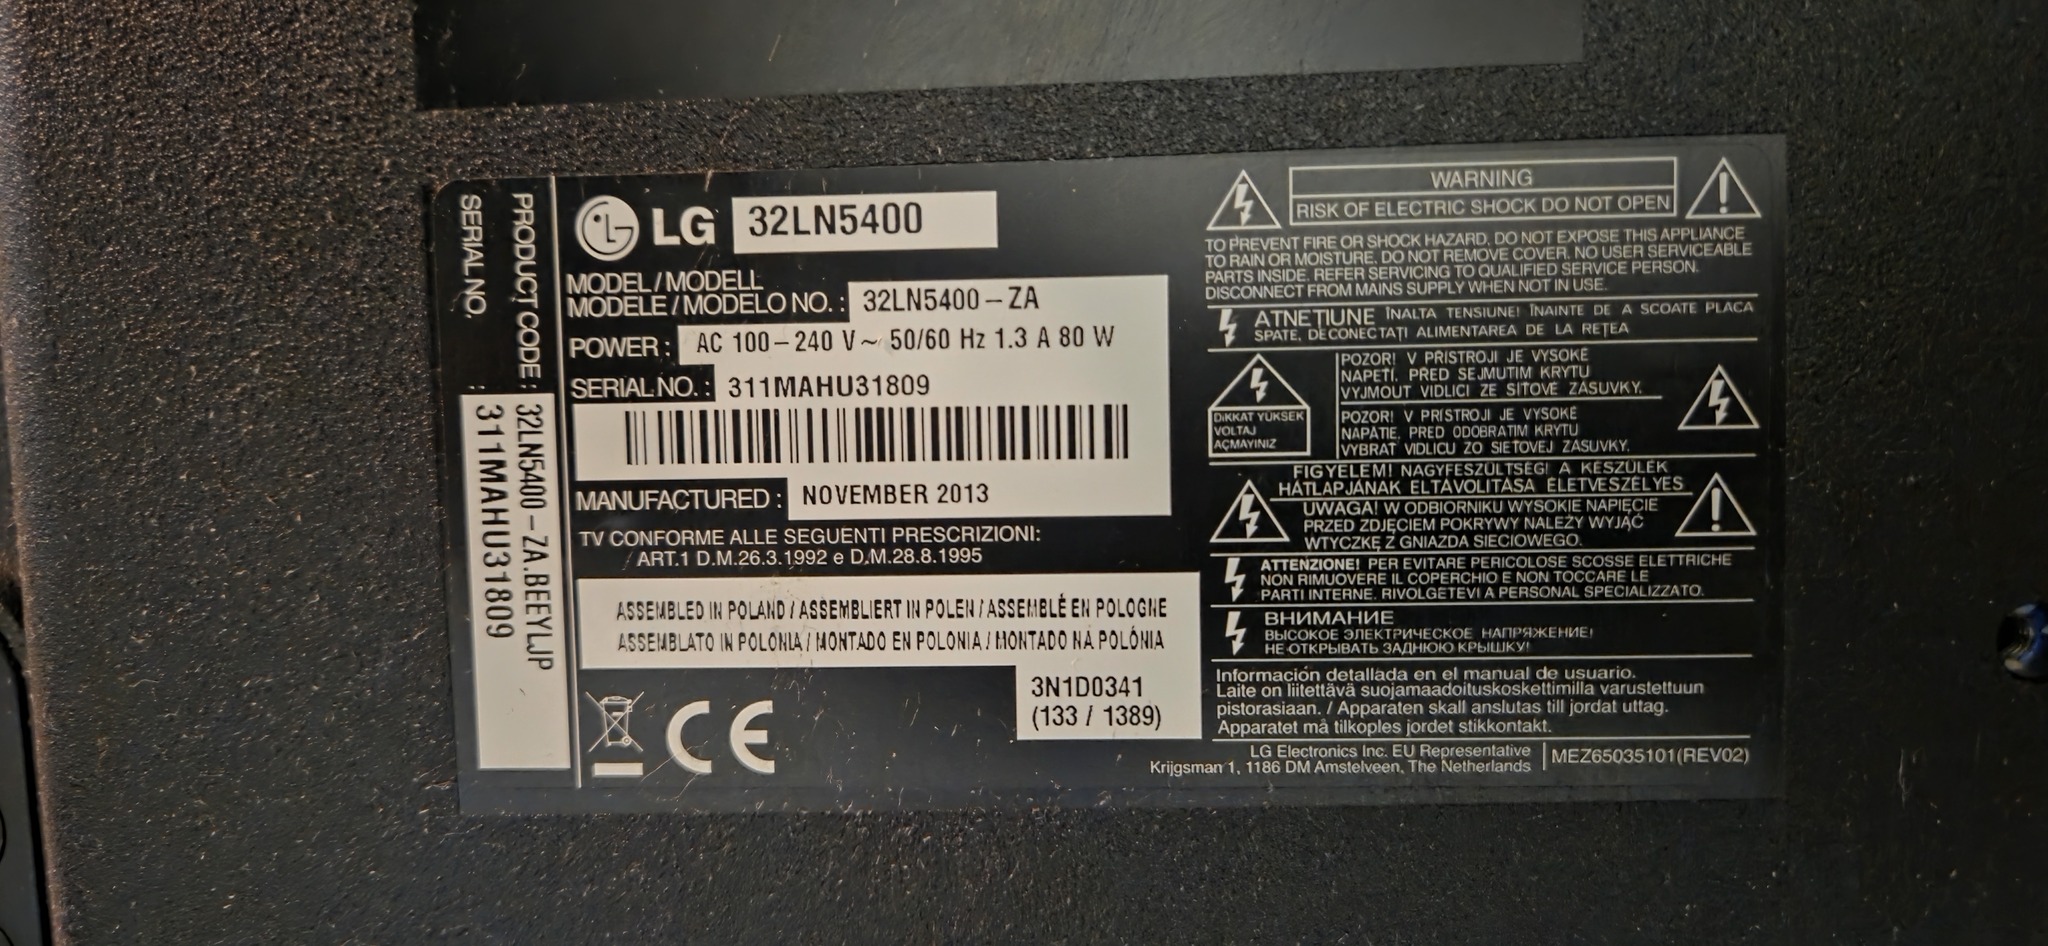 PRODUCT CODE : 32LN5400-ZA.BEEYLJP
SERIAL NO. : 311MAHU31809
LG 32LN5400
MODEL/MODELL
MODELE/MODELO NO. : 32LN5400-ZA
POWER : AC 100-240 V~ 50/60 Hz 1.3 A 80 W
SERIAL NO. : 311MAHU31809
MANUFACTURED : NOVEMBER 2013
TV CONFORME ALLE SEGUENTI PRESCRIZIONI:
ART.1 D.M.26.3.1992 e D.M.28.8.1995
ASSEMBLED IN POLAND / ASSEMBLIERT IN POLEN / ASSEMBLÉ EN POLOGNE
ASSEMBLATO IN POLONIA / MONTADO EN POLONIA / MONTADO NA POLÓNIA
3N1D0341
(133 / 1389)
CE
WARNING
RISK OF ELECTRIC SHOCK DO NOT OPEN
TO PREVENT FIRE OR SHOCK HAZARD, DO NOT EXPOSE THIS APPLIANCE
TO RAIN OR MOISTURE. DO NOT REMOVE COVER. NO USER SERVICEABLE
PARTS INSIDE. REFER SERVICING TO QUALIFIED SERVICE PERSON.
DISCONNECT FROM MAINS SUPPLY WHEN NOT IN USE.
ATNEȚIUNE ÎNALTA TENSIUNE! ÎNAINTE DE A SCOATE PLACA
SPATE, DECONECTAȚI ALIMENTAREA DE LA REȚEA
DİKKAT YÜKSEK
VOLTAJ
AÇMAYINIZ
POZOR! V PŘÍSTROJI JE VYSOKÉ
NAPĚTÍ. PŘED SEJMUTÍM KRYTU
VYJMOUT VIDLICI ZE SÍŤOVÉ ZÁSUVKY.
POZOR! V PRÍSTROJI JE VYSOKÉ
NAPÄTIE. PRED ODOBRATIM KRYTU
VYBRAŤ VIDLICU ZO SIEŤOVEJ ZÁSUVKY.
FIGYELEM! NAGYFESZÜLTSÉG! A KÉSZÜLÉK
HÁTLAPJÁNAK ELTÁVOLITÁSA ÉLETVESZÉLYES
UWAGA! W ODBIORNIKU WYSOKIE NAPIĘCIE
PRZED ZDJĘCIEM POKRYWY NALEŻY WYJĄĆ
WTYCZKĘ Z GNIAZDA SIECIOWEGO.
ATTENZIONE! PER EVITARE PERICOLOSE SCOSSE ELETTRICHE
NON RIMUOVERE IL COPERCHIO E NON TOCCARE LE
PARTI INTERNE. RIVOLGETEVI A PERSONAL SPECIALIZZATO.
ВНИМАНИЕ
ВЫСОКОЕ ЭЛЕКТРИЧЕСКОЕ НАПРЯЖЕНИЕ!
НЕ ОТКРЫВАТЬ ЗАДНЮЮ КРЫШКУ!
Información detallada en el manual de usuario.
Laite on liitettävä suojamaadoituskoskettimilla varustettuun
pistorasiaan. / Apparaten skall anslutas till jordat uttag.
Apparatet må tilkoples jordet stikkontakt.
LG Electronics Inc. EU Representative
Krijgsman 1, 1186 DM Amstelveen, The Netherlands
MEZ65035101(REV02)